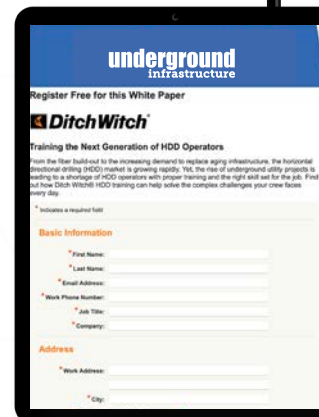 underground
infrastructure
Register Free for this White Paper
Ditch Witch®
Training the Next Generation of HDD Operators
From the fiber build-out to the increasing demand to replace aging infrastructure, the horizontal
directional drilling (HDD) market is growing rapidly. Yet, the rise of underground utility projects is
leading to a shortage of HDD operators with proper training and the right skill set for the job. Find
out how Ditch Witch® HDD training can help solve the complex challenges your crew faces
every day.
* Indicates a required field
Basic Information
* First Name:
* Last Name:
* Email Address:
* Work Phone Number:
* Job Title:
* Company:
Address
* Work Address:
* City: